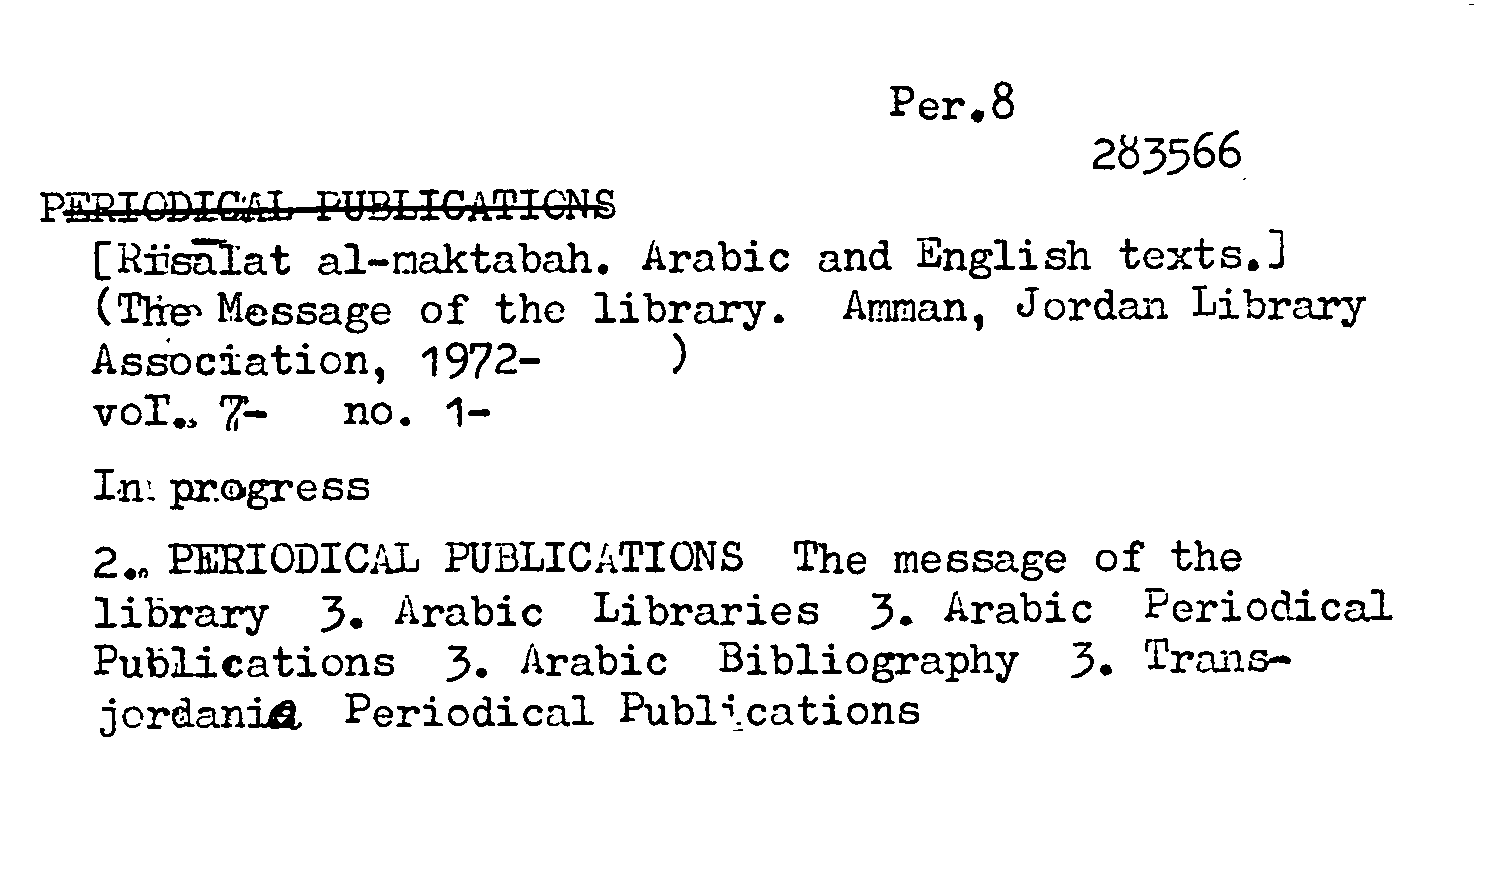 Per.8
283566
PERIODICAL PUBLICATIONS
[Risālat al-maktabah. Arabic and English texts.]
(The Message of the library. Amman, Jordan Library
Association, 1972- )
vol. 7- no. 1-
In progress
2. PERIODICAL PUBLICATIONS The message of the
library 3. Arabic Libraries 3. Arabic Periodical
Publications 3. Arabic Bibliography 3. Trans-
jordania Periodical Publications